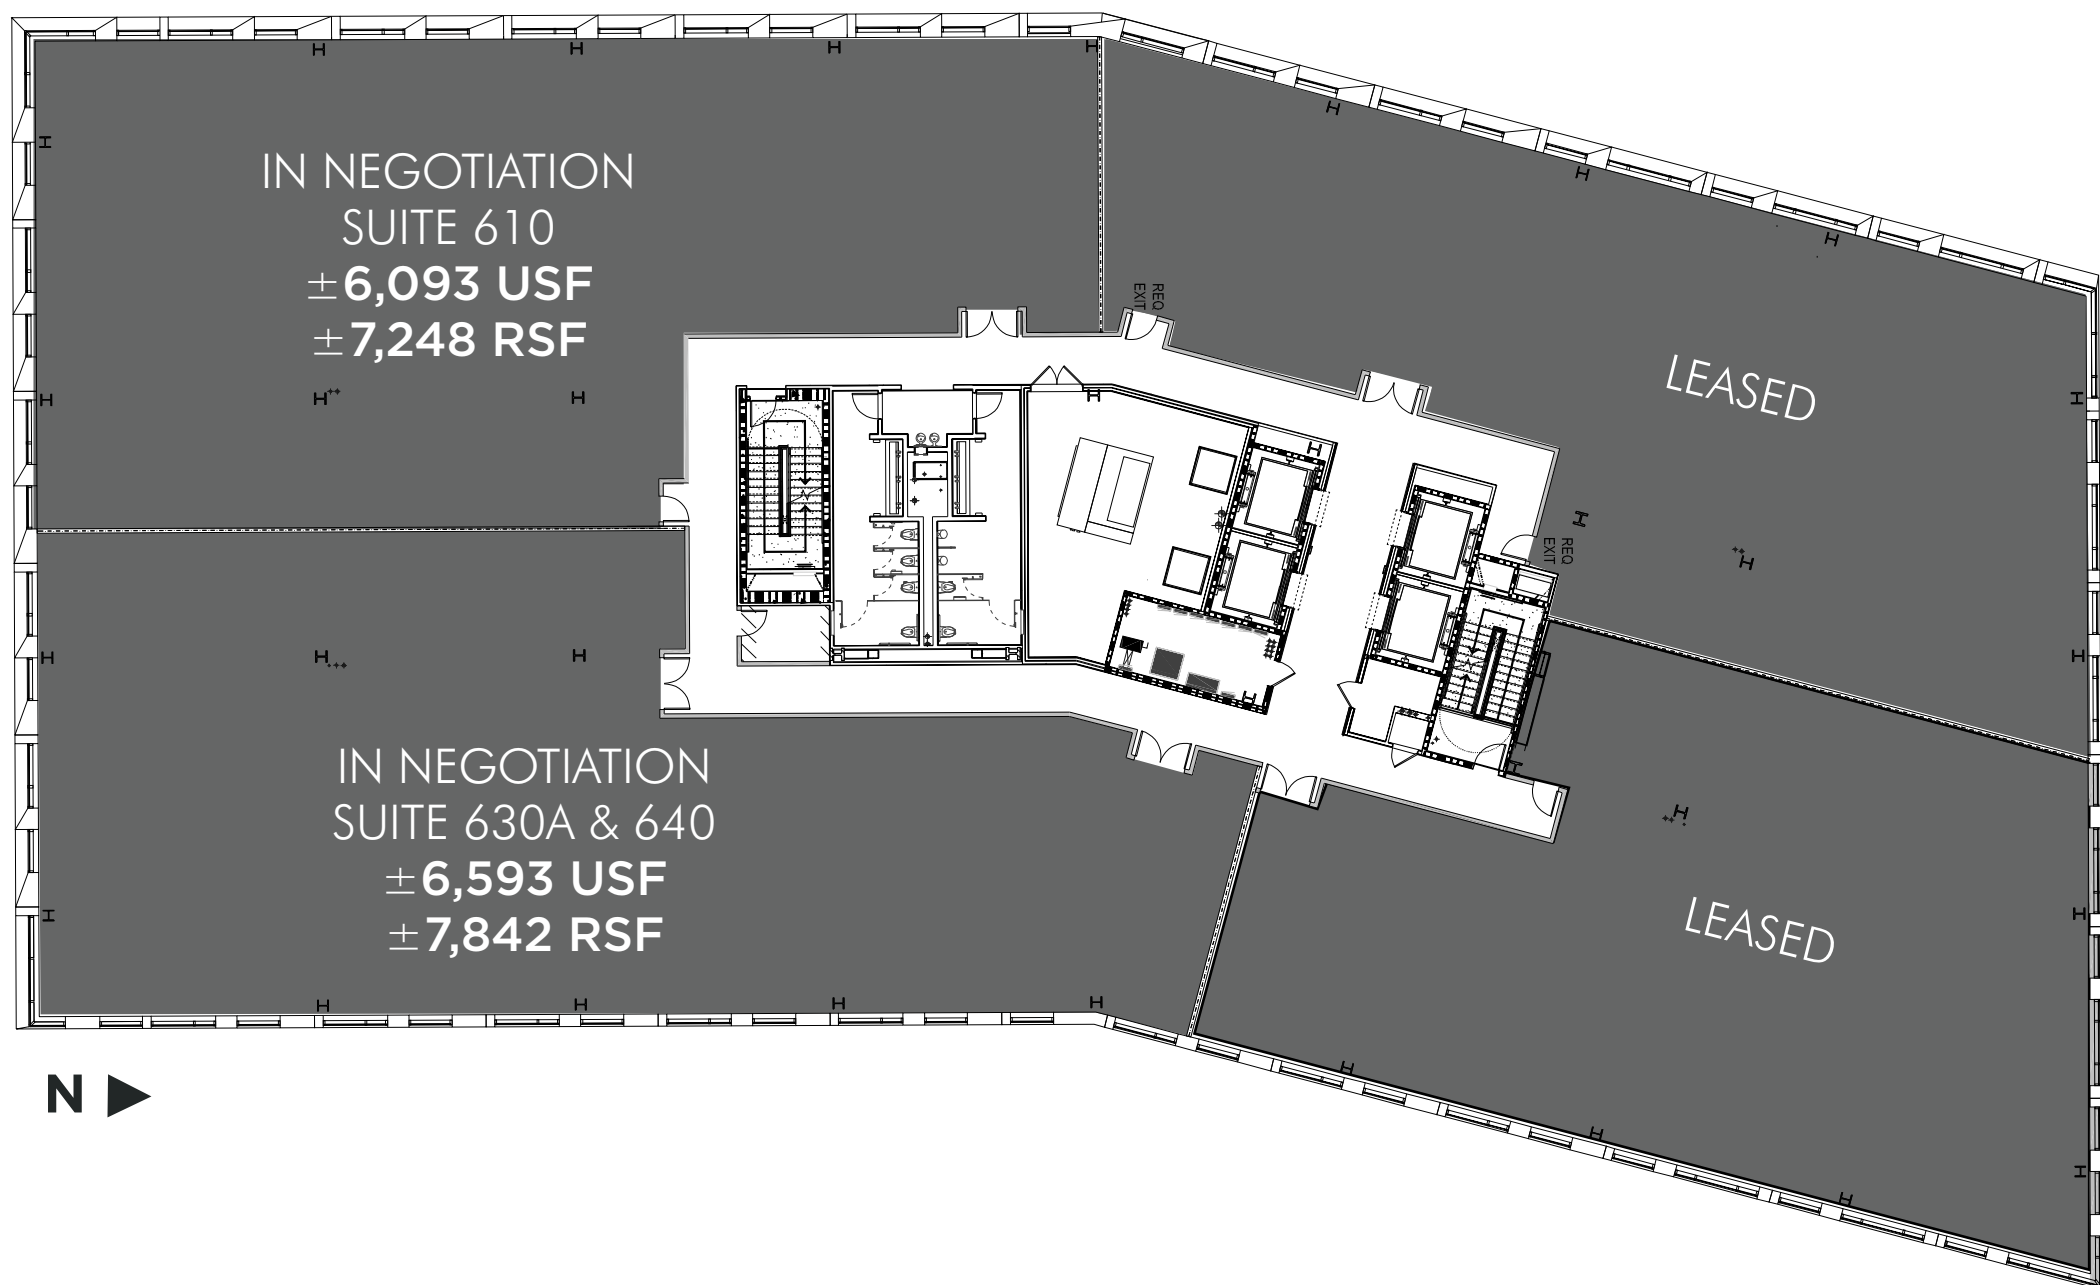 IN NEGOTIATION
SUITE 610
±6,093 USF
±7,248 RSF
REQ
EXIT
LEASED
REQ
EXIT
IN NEGOTIATION
SUITE 630A & 640
±6,593 USF
±7,842 RSF
LEASED
N